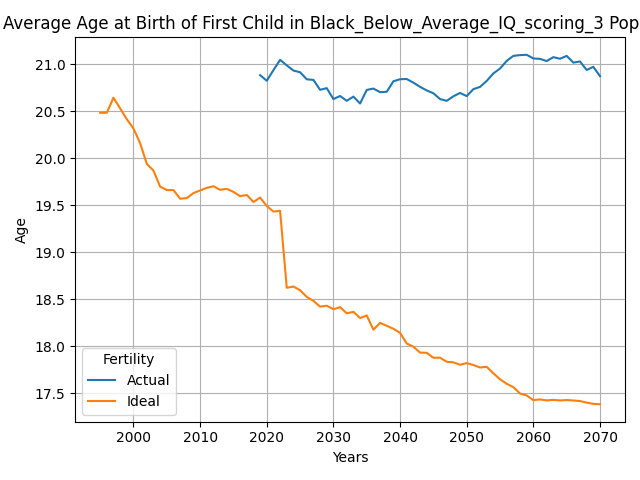 Average Age at Birth of First Child in Black_Below_Average_IQ_scoring_3 Pop
21.0
20.5
20.0
19.5
19.0
18.5
18.0
17.5
Age
Fertility
Actual
Ideal
2000 2010 2020 2030 2040 2050 2060 2070
Years